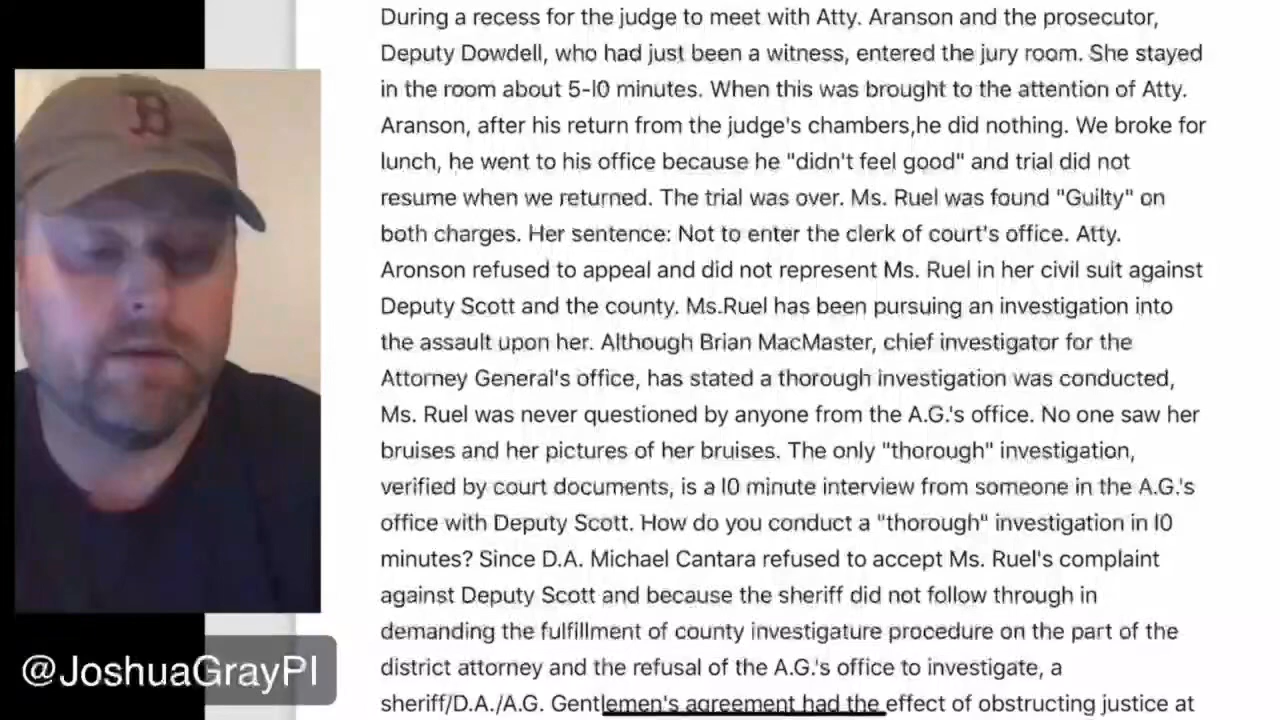 During a recess for the judge to meet with Atty. Aranson and the prosecutor,
Deputy Dowdell, who had just been a witness, entered the jury room. She stayed
in the room about 5-l0 minutes. When this was brought to the attention of Atty.
Aranson, after his return from the judge's chambers,he did nothing. We broke for
lunch, he went to his office because he "didn't feel good" and trial did not
resume when we returned. The trial was over. Ms. Ruel was found "Guilty" on
both charges. Her sentence: Not to enter the clerk of court's office. Atty.
Aronson refused to appeal and did not represent Ms. Ruel in her civil suit against
Deputy Scott and the county. Ms.Ruel has been pursuing an investigation into
the assault upon her. Although Brian MacMaster, chief investigator for the
Attorney General's office, has stated a thorough investigation was conducted,
Ms. Ruel was never questioned by anyone from the A.G.'s office. No one saw her
bruises and her pictures of her bruises. The only "thorough" investigation,
verified by court documents, is a l0 minute interview from someone in the A.G.'s
office with Deputy Scott. How do you conduct a "thorough" investigation in l0
minutes? Since D.A. Michael Cantara refused to accept Ms. Ruel's complaint
against Deputy Scott and because the sheriff did not follow through in
demanding the fulfillment of county investigature procedure on the part of the
district attorney and the refusal of the A.G.'s office to investigate, a
sheriff/D.A./A.G. Gentlemen's agreement had the effect of obstructing justice at
B
@JoshuaGrayPI